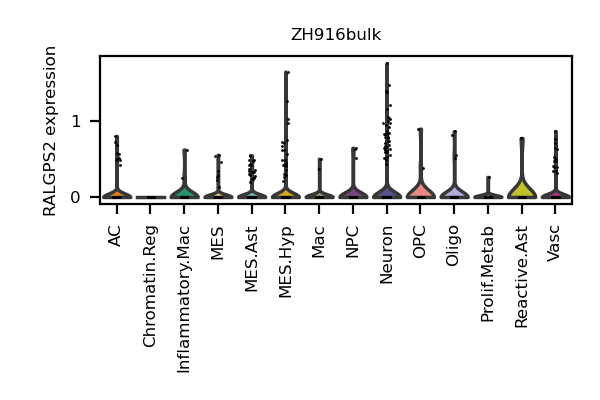 ZH916bulk
RALGPS2 expression
1
0
AC
Chromatin.Reg
Inflammatory.Mac
MES
MES.Ast
MES.Hyp
Mac
NPC
Neuron
OPC
Oligo
Prolif.Metab
Reactive.Ast
Vasc